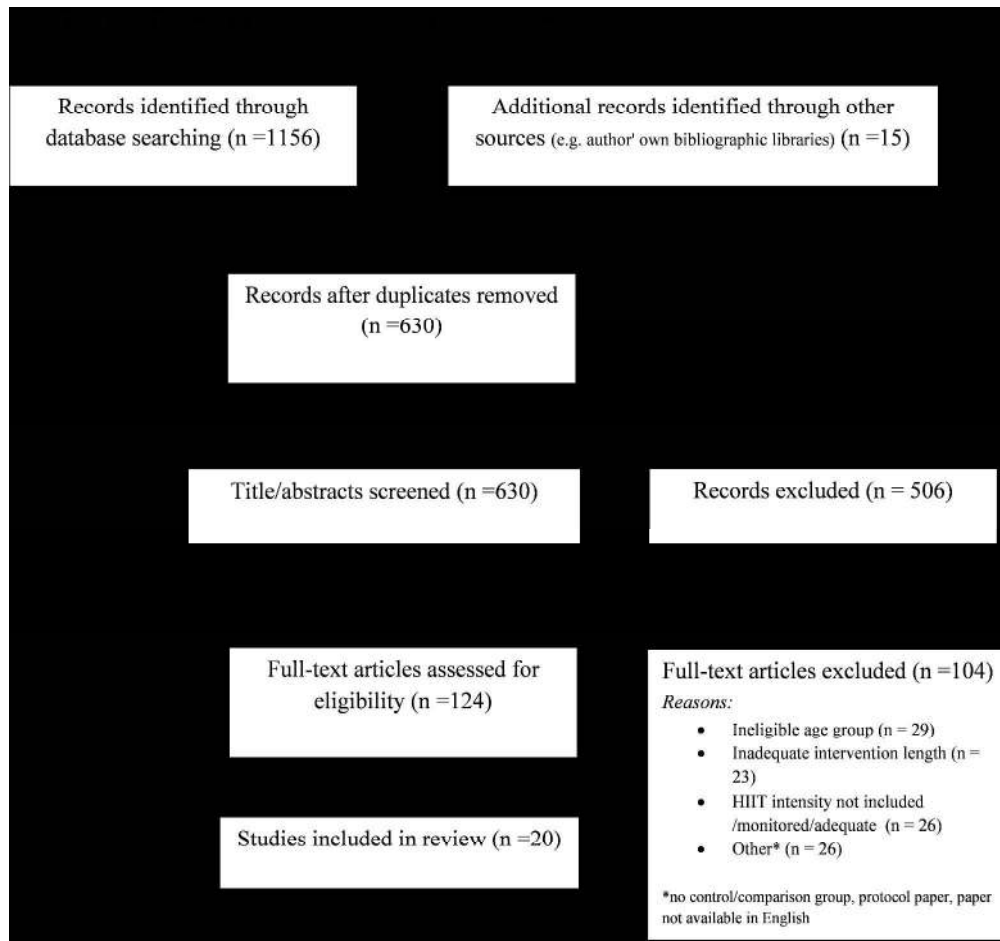 Records identified through
database searching (n =1156)
Additional records identified through other
sources (e.g. author' own bibliographic libraries) (n =15)
Records after duplicates removed
(n =630)
Title/abstracts screened (n =630)
Records excluded (n = 506)
Full-text articles assessed for
eligibility (n =124)
Full-text articles excluded (n =104)
Reasons:
• Ineligible age group (n = 29)
• Inadequate intervention length (n =
23)
• HIIT intensity not included
/monitored/adequate (n = 26)
• Other* (n = 26)
*no control/comparison group, protocol paper, paper
not available in English
Studies included in review (n =20)